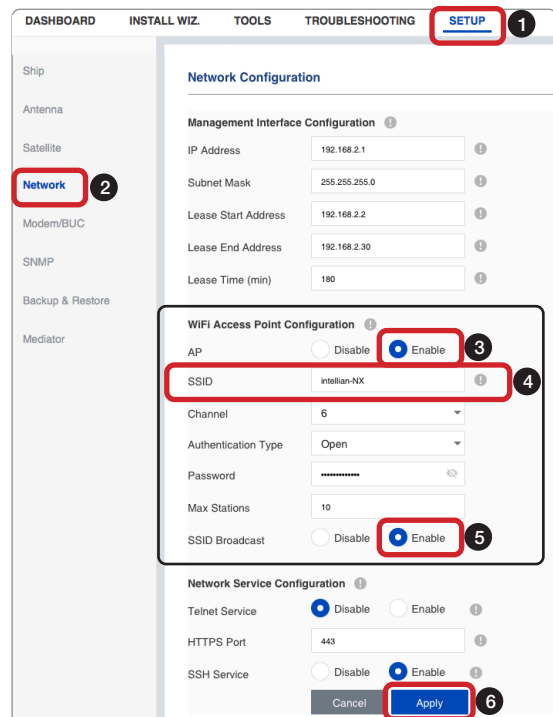 DASHBOARD INSTALL WIZ. TOOLS TROUBLESHOOTING SETUP 1
Ship
Antenna
Satellite
Network 2
Modem/BUC
SNMP
Backup & Restore
Mediator
Network Configuration
Management Interface Configuration !
IP Address 192.168.2.1 !
Subnet Mask 255.255.255.0 !
Lease Start Address 192.168.2.2
Lease End Address 192.168.2.30
Lease Time (min) 180 !
WiFi Access Point Configuration !
AP Disable Enable 3
SSID intellian-NX ! 4
Channel 6
Authentication Type Open
Password •••••••••••••
Max Stations 10
SSID Broadcast Disable Enable 5
Network Service Configuration !
Telnet Service Disable Enable !
HTTPS Port 443 !
SSH Service Disable Enable !
Cancel Apply 6